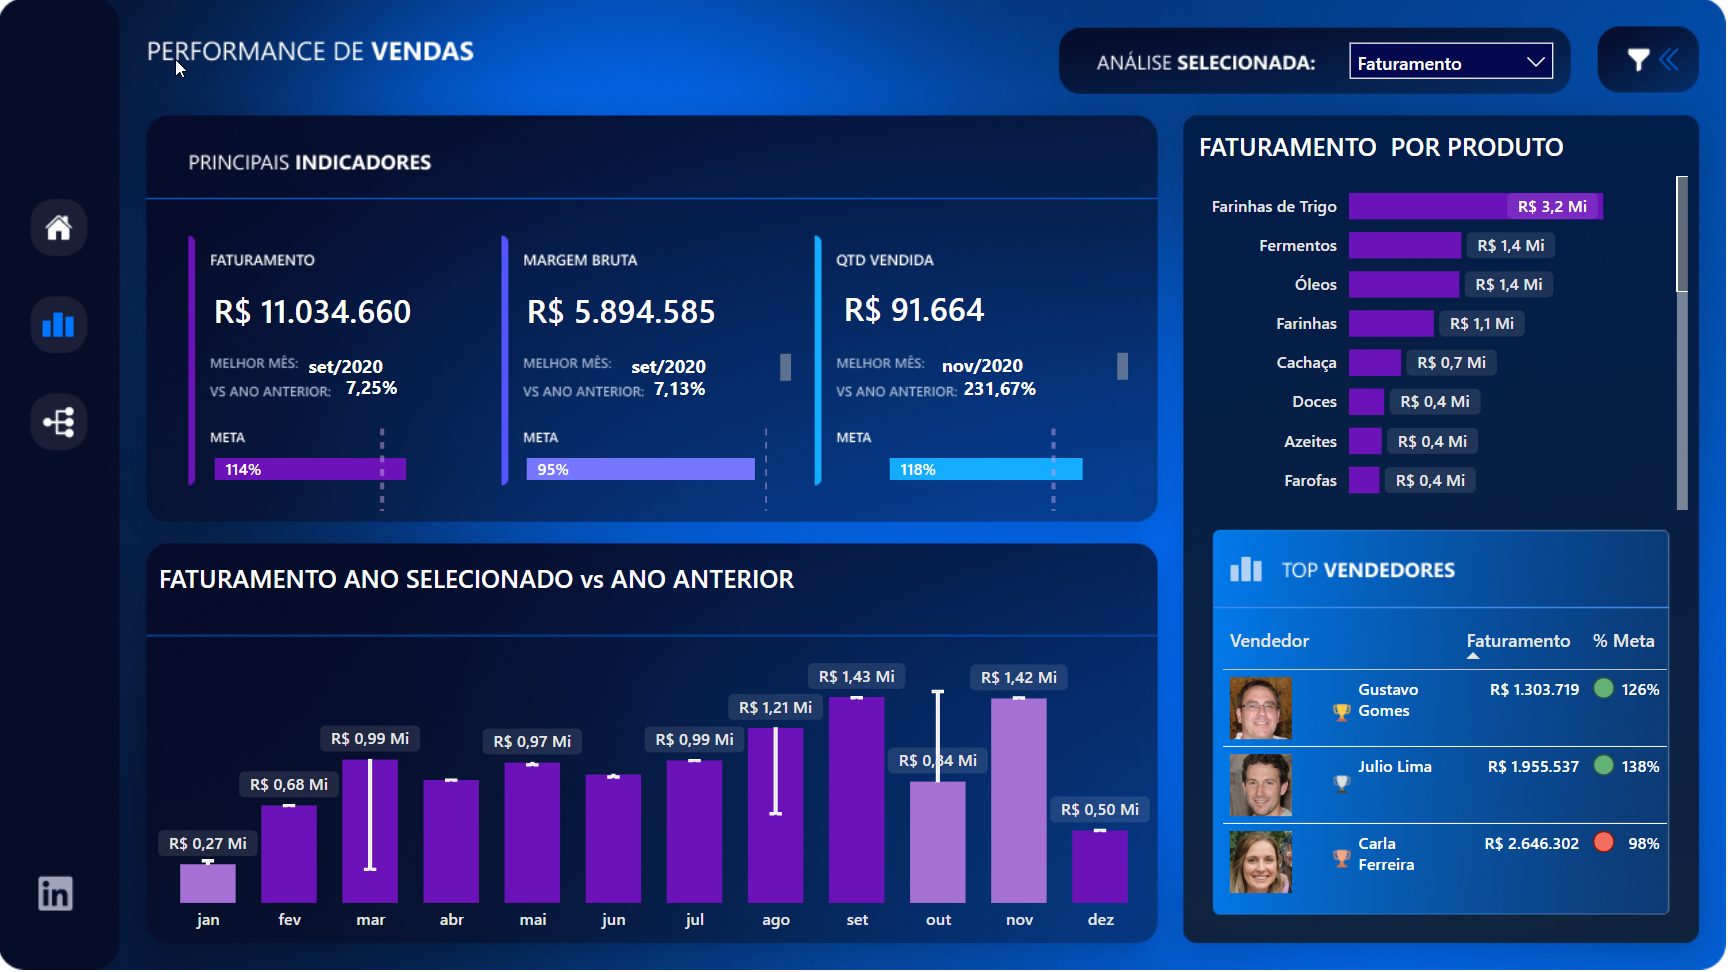 PERFORMANCE DE VENDAS
ANÁLISE SELECIONADA:
Faturamento
PRINCIPAIS INDICADORES
FATURAMENTO
R$ 11.034.660
MELHOR MÊS: set/2020
VS ANO ANTERIOR: 7,25%
META
114%
MARGEM BRUTA
R$ 5.894.585
MELHOR MÊS: set/2020
VS ANO ANTERIOR: 7,13%
META
95%
QTD VENDIDA
R$ 91.664
MELHOR MÊS: nov/2020
VS ANO ANTERIOR: 231,67%
META
118%
FATURAMENTO POR PRODUTO
Farinhas de Trigo R$ 3,2 Mi
Fermentos R$ 1,4 Mi
Óleos R$ 1,4 Mi
Farinhas R$ 1,1 Mi
Cachaça R$ 0,7 Mi
Doces R$ 0,4 Mi
Azeites R$ 0,4 Mi
Farofas R$ 0,4 Mi
FATURAMENTO ANO SELECIONADO vs ANO ANTERIOR
R$ 0,27 Mi
R$ 0,68 Mi
R$ 0,99 Mi
R$ 0,97 Mi
R$ 0,99 Mi
R$ 1,21 Mi
R$ 1,43 Mi
R$ 0,84 Mi
R$ 1,42 Mi
R$ 0,50 Mi
jan fev mar abr mai jun jul ago set out nov dez
TOP VENDEDORES
Vendedor Faturamento % Meta
Gustavo Gomes R$ 1.303.719 126%
Julio Lima R$ 1.955.537 138%
Carla Ferreira R$ 2.646.302 98%
in